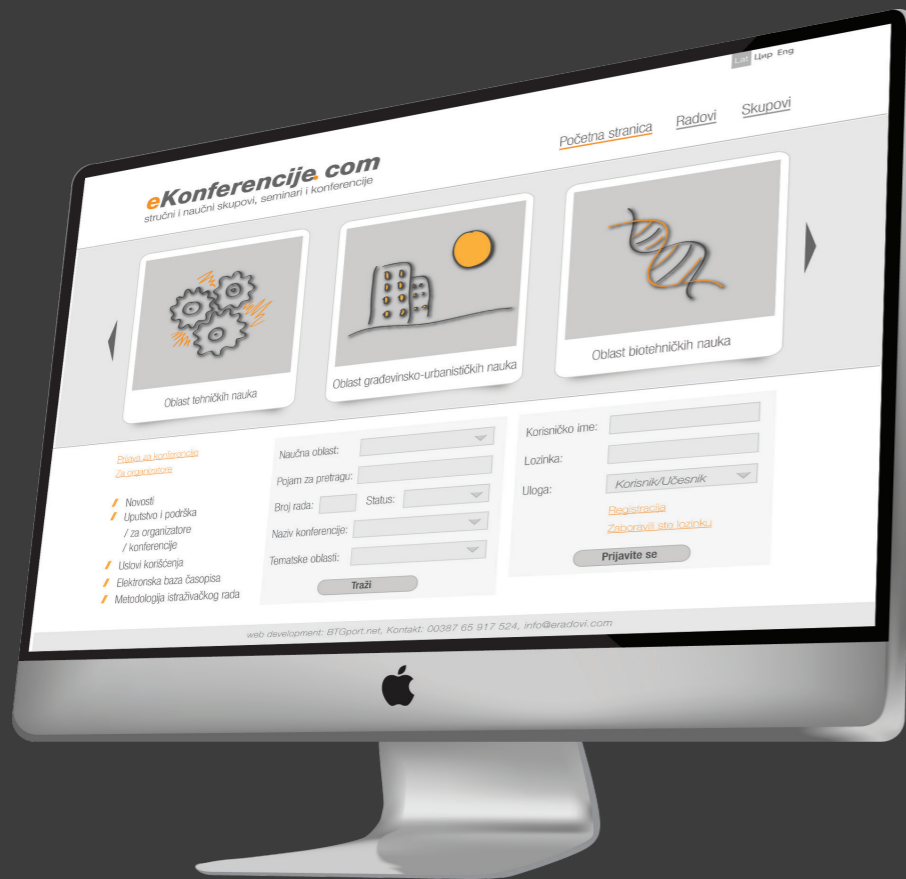 Lat Цир Eng
Početna stranica Radovi Skupovi
eKonferencije.com
stručni i naučni skupovi, seminari i konferencije
Oblast tehničkih nauka
Oblast građevinsko-urbanističkih nauka
Oblast biotehničkih nauka
Prijava za konferenciju
Za organizatore
Novosti
Uputstvo i podrška
/ za organizatore
/ konferencije
Uslovi korišćenja
Elektronska baza časopisa
Metodologija istraživačkog rada
Naučna oblast:
Pojam za pretragu:
Broj rada: Status:
Naziv konferencije:
Tematske oblasti:
Traži
Korisničko ime:
Lozinka:
Uloga: Korisnik/Učesnik
Registracija
Zaboravili ste lozinku
Prijavite se
web development: BTGport.net, Kontakt: 00387 65 917 524, info@eradovi.com